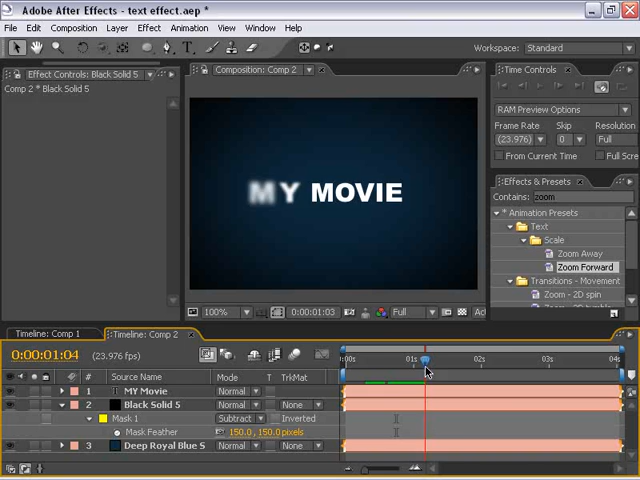 Adobe After Effects - text effect.aep *
File Edit Composition Layer Effect Animation View Window Help
Workspace: Standard
Effect Controls: Black Solid 5
Comp 2 * Black Solid 5
Composition: Comp 2
MY MOVIE
100% 0:00:01:03 Full
Time Controls
RAM Preview Options
Frame Rate Skip Resolution
(23.976) 0 Full
From Current Time Full Scre
Effects & Presets
Contains: zoom
* Animation Presets
Text
Scale
Zoom Away
Zoom Forward
Transitions - Movement
Zoom - 2D spin
Timeline: Comp 1 Timeline: Comp 2
0:00:01:04 (23.976 fps)
:00s 01s 02s 03s 04s
# Source Name Mode T TrkMat
1 T MY Movie Normal
2 Black Solid 5 Normal None
Mask 1 Subtract Inverted
Mask Feather 150.0, 150.0 pixels
3 Deep Royal Blue S Normal None